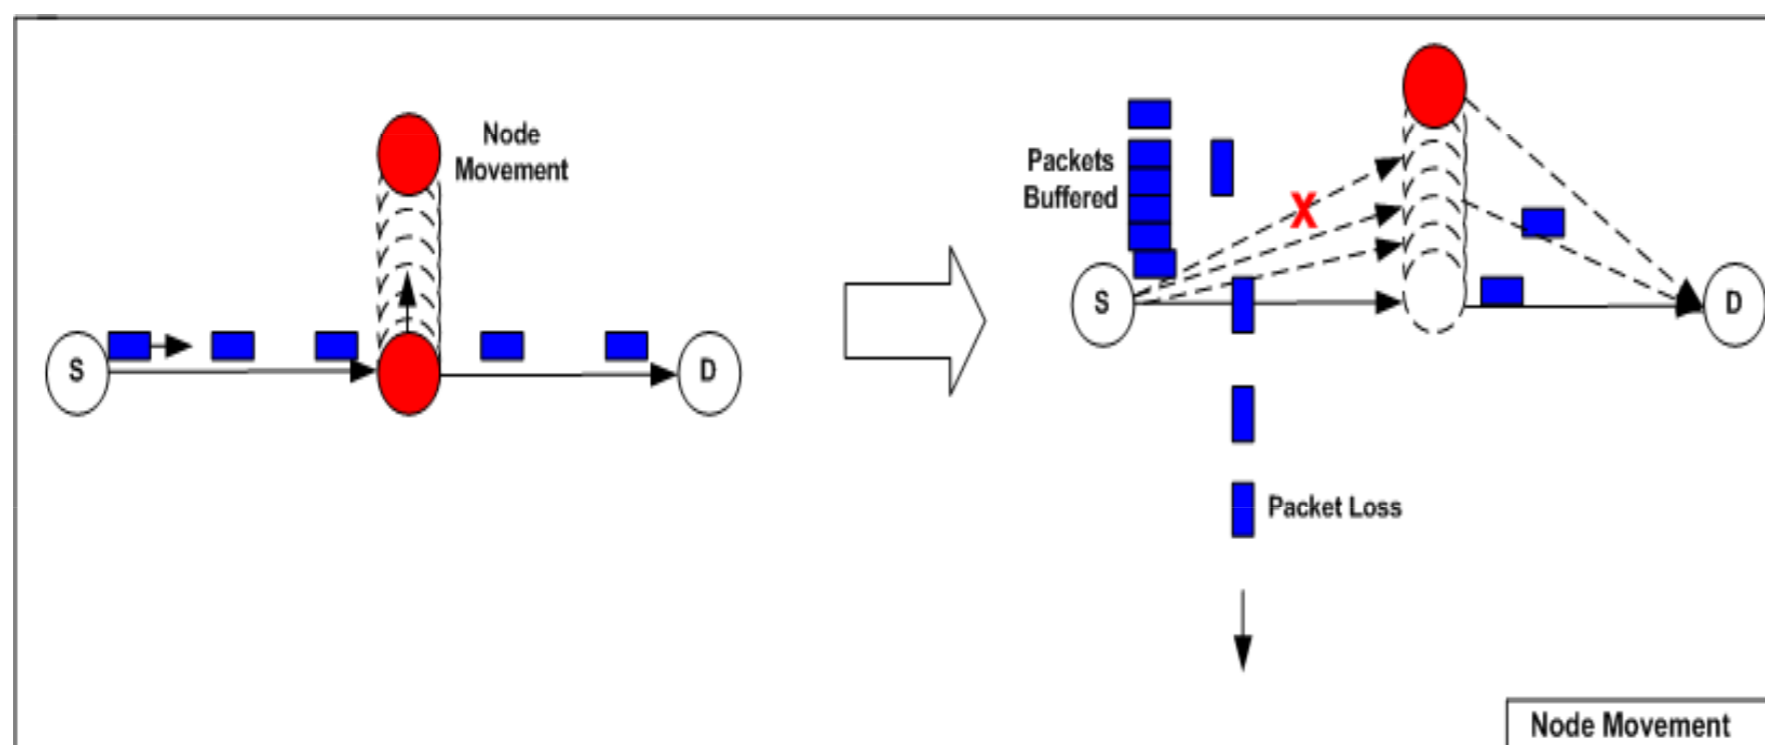 Node
Movement
S
D
Packets
Buffered
X
S
D
Packet Loss
Node Movement